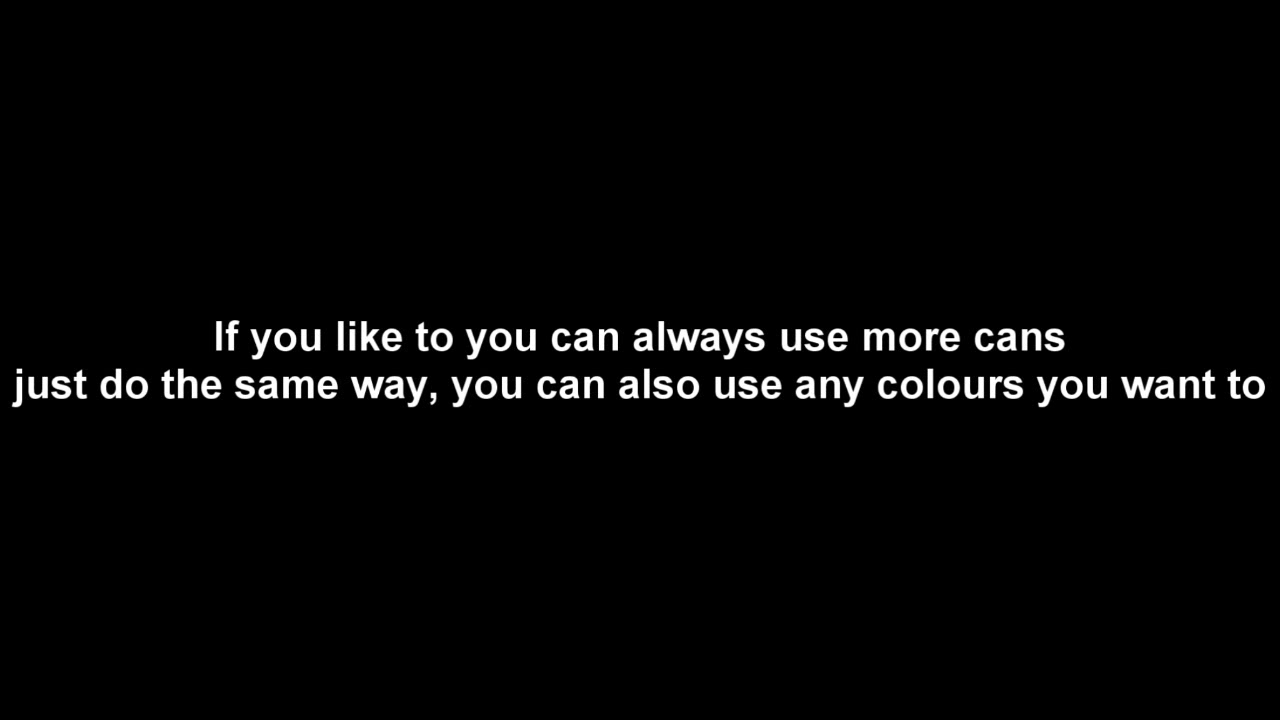 If you like to you can always use more cans
just do the same way, you can also use any colours you want to